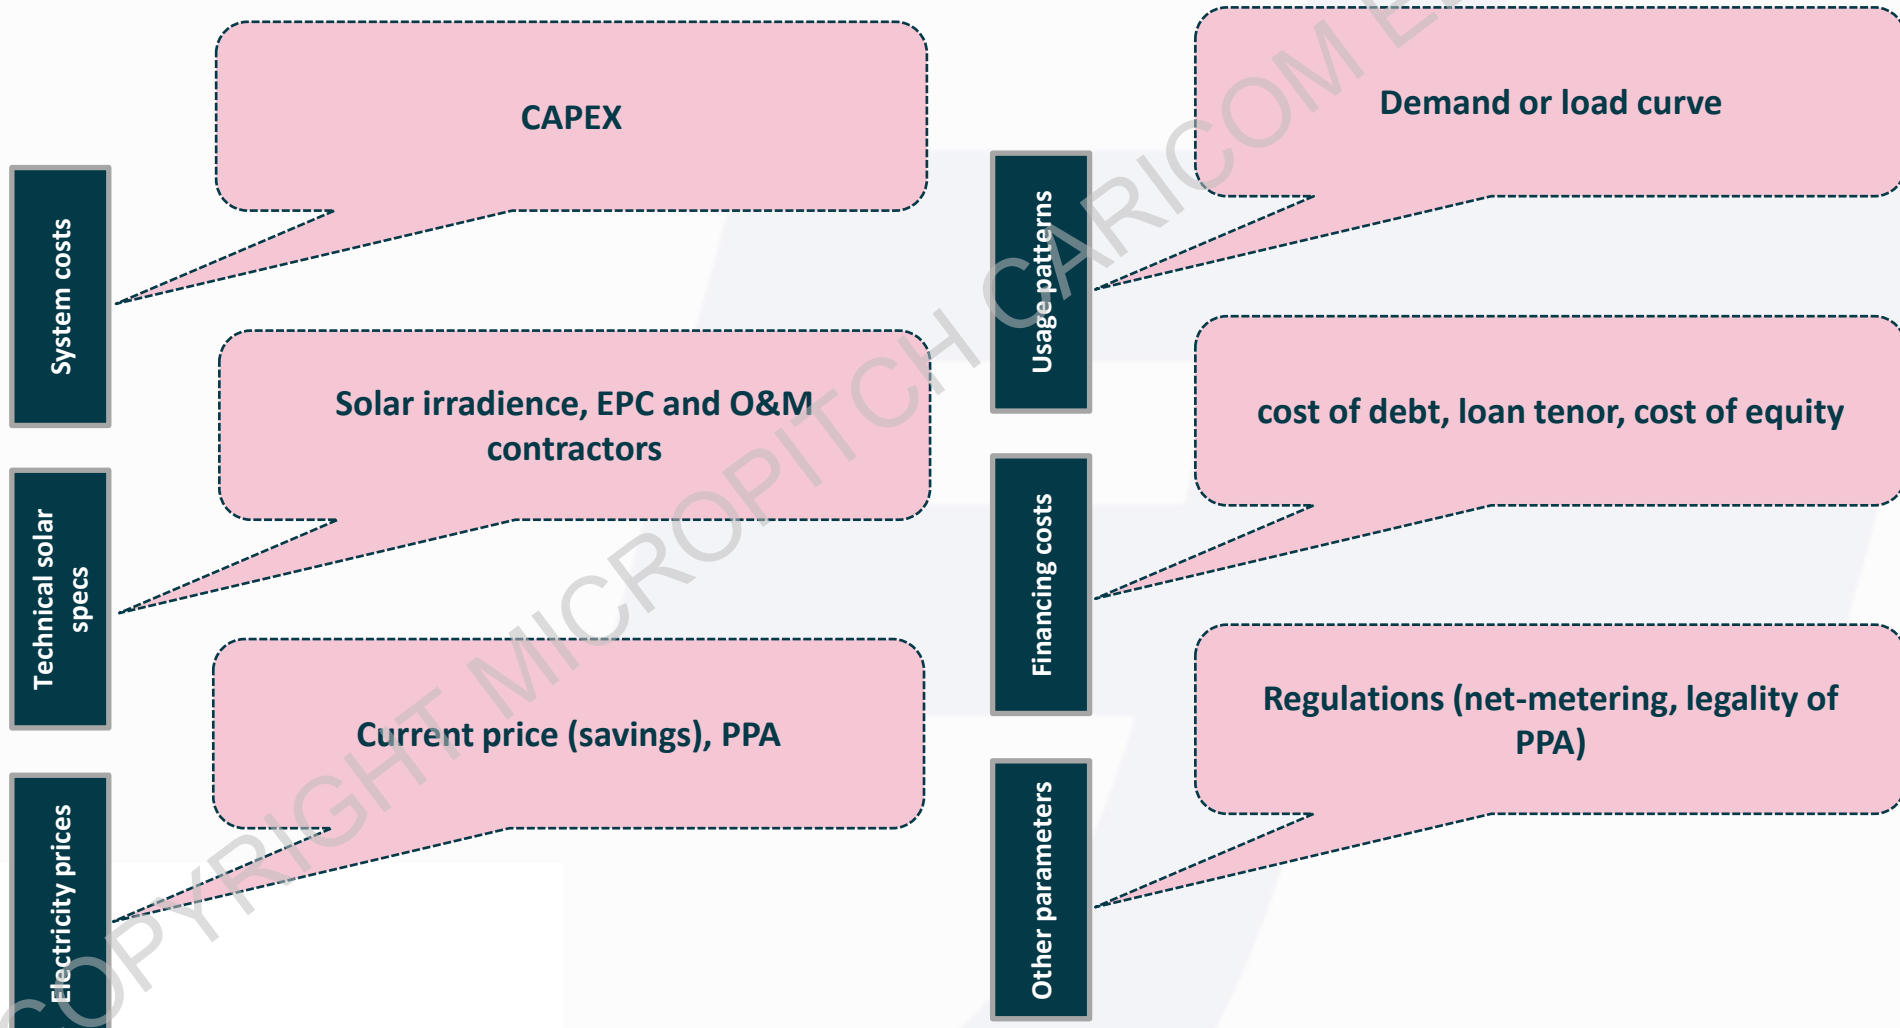 CAPEX
System costs
Solar irradience, EPC and O&M
contractors
Technical solar
specs
Current price (savings), PPA
Electricity prices
Demand or load curve
Usage patterns
cost of debt, loan tenor, cost of equity
Financing costs
Regulations (net-metering, legality of
PPA)
Other parameters
COPYRIGHT MICROPITCH CARICOM